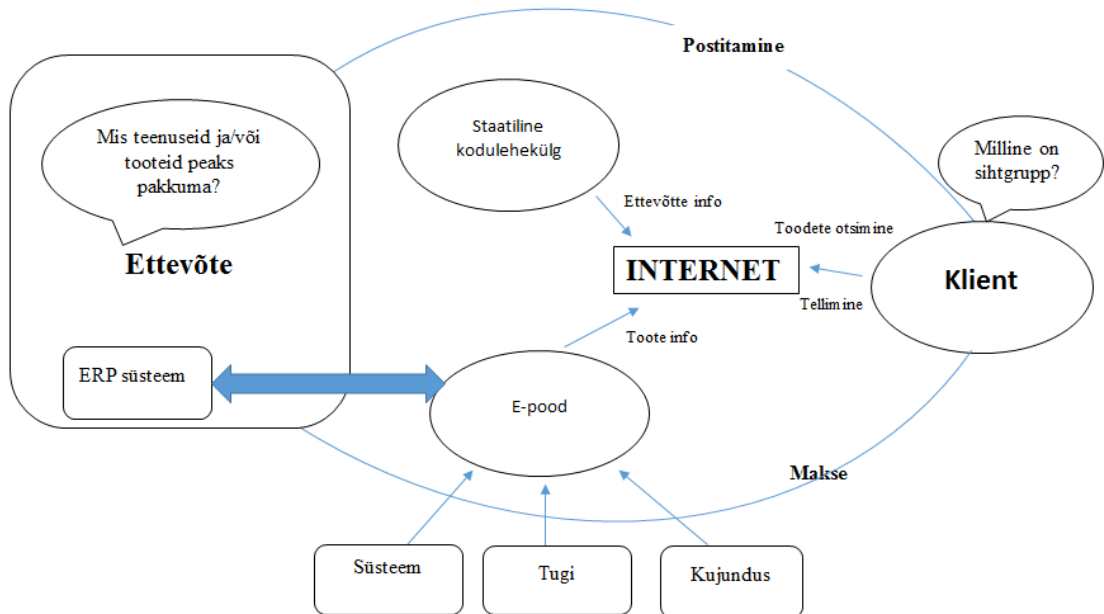 Postitamine
Mis teenuseid ja/või
tooteid peaks
pakkuma?
Staatiline
kodulehekülg
Milline on
sihtgrupp?
Ettevõtte info
Toodete otsimine
Ettevõte
INTERNET
Klient
Tellimine
Toote info
ERP süsteem
E-pood
Makse
Süsteem
Tugi
Kujundus